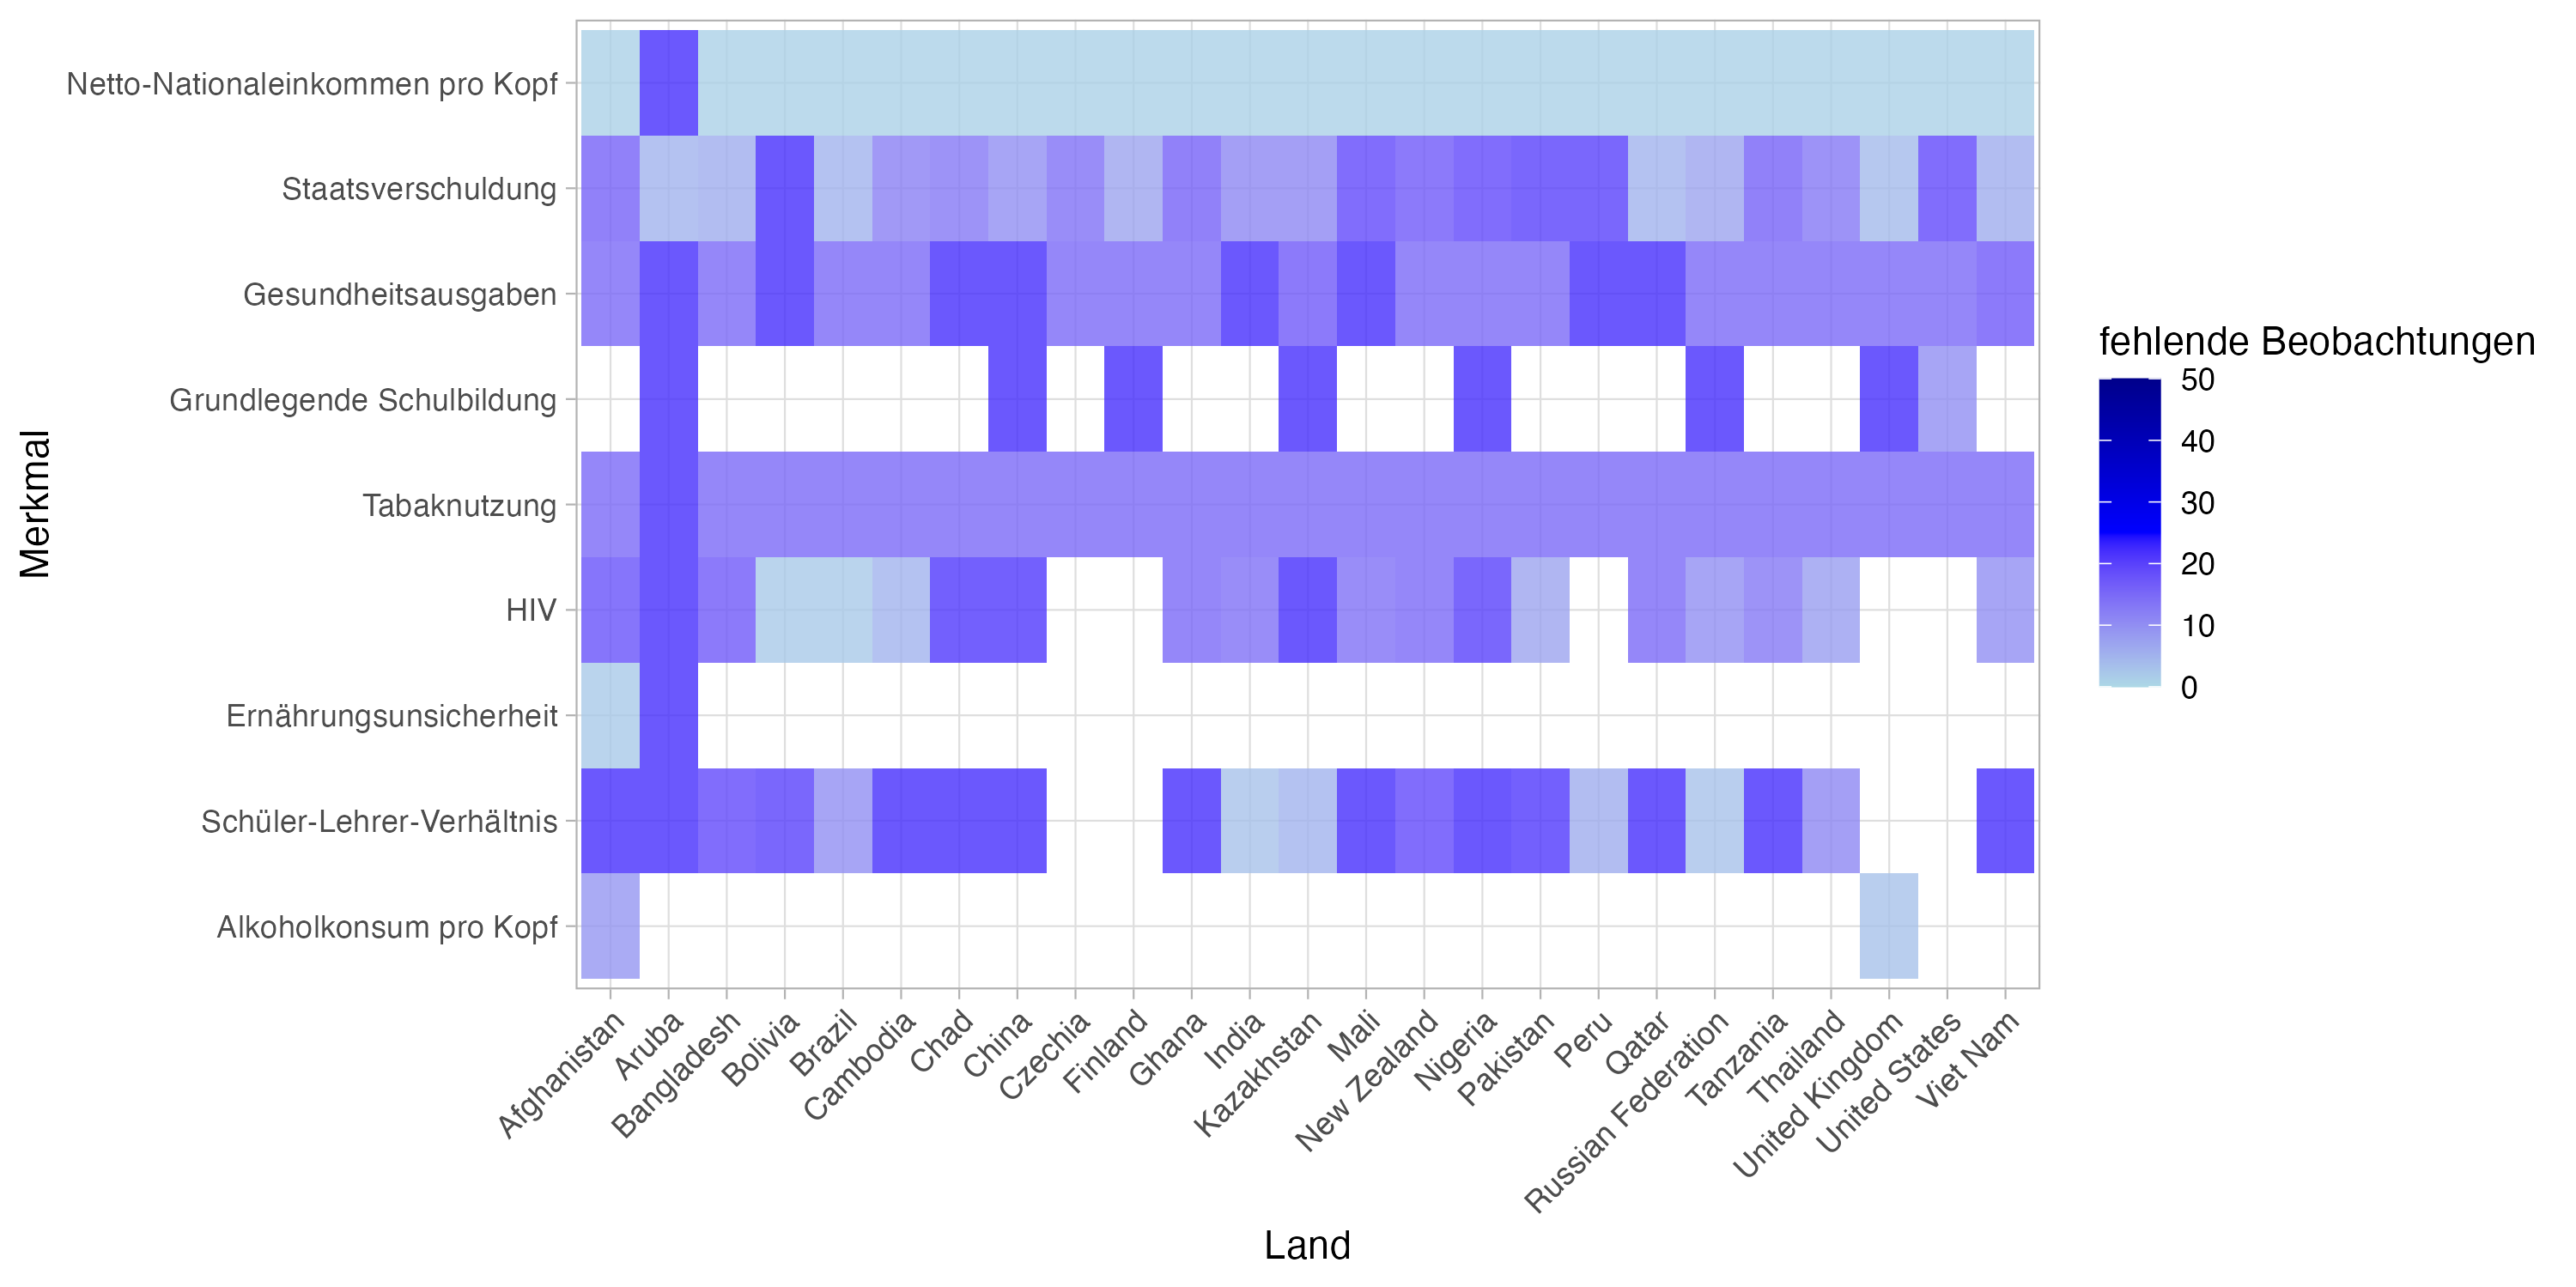 Netto-Nationaleinkommen pro Kopf
Staatsverschuldung
Gesundheitsausgaben
Grundlegende Schulbildung
Tabaknutzung
HIV
Ernährungsunsicherheit
Schüler-Lehrer-Verhältnis
Alkoholkonsum pro Kopf
Merkmal
Afghanistan
Aruba
Bangladesh
Bolivia
Brazil
Cambodia
Chad
China
Czechia
Finland
Ghana
India
Kazakhstan
Mali
New Zealand
Nigeria
Pakistan
Peru
Qatar
Russian Federation
Tanzania
Thailand
United Kingdom
United States
Viet Nam
Land
fehlende Beobachtungen
50
40
30
20
10
0